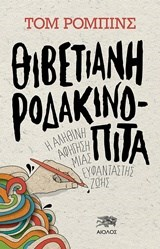 ΤΟΜ ΡΟΜΠΙΝΣ
ΘΙΒΕΤΙΑΝΗ
ΡΟΔΑΚΙΝΟ-
ΠΙΤΑ
Η ΑΛΗΘΙΝΗ
ΑΦΗΓΗΣΗ
ΜΙΑΣ
ΕΥΦΑΝΤΑΣΤΗΣ
ΖΩΗΣ
ΑΙΟΛΟΣ